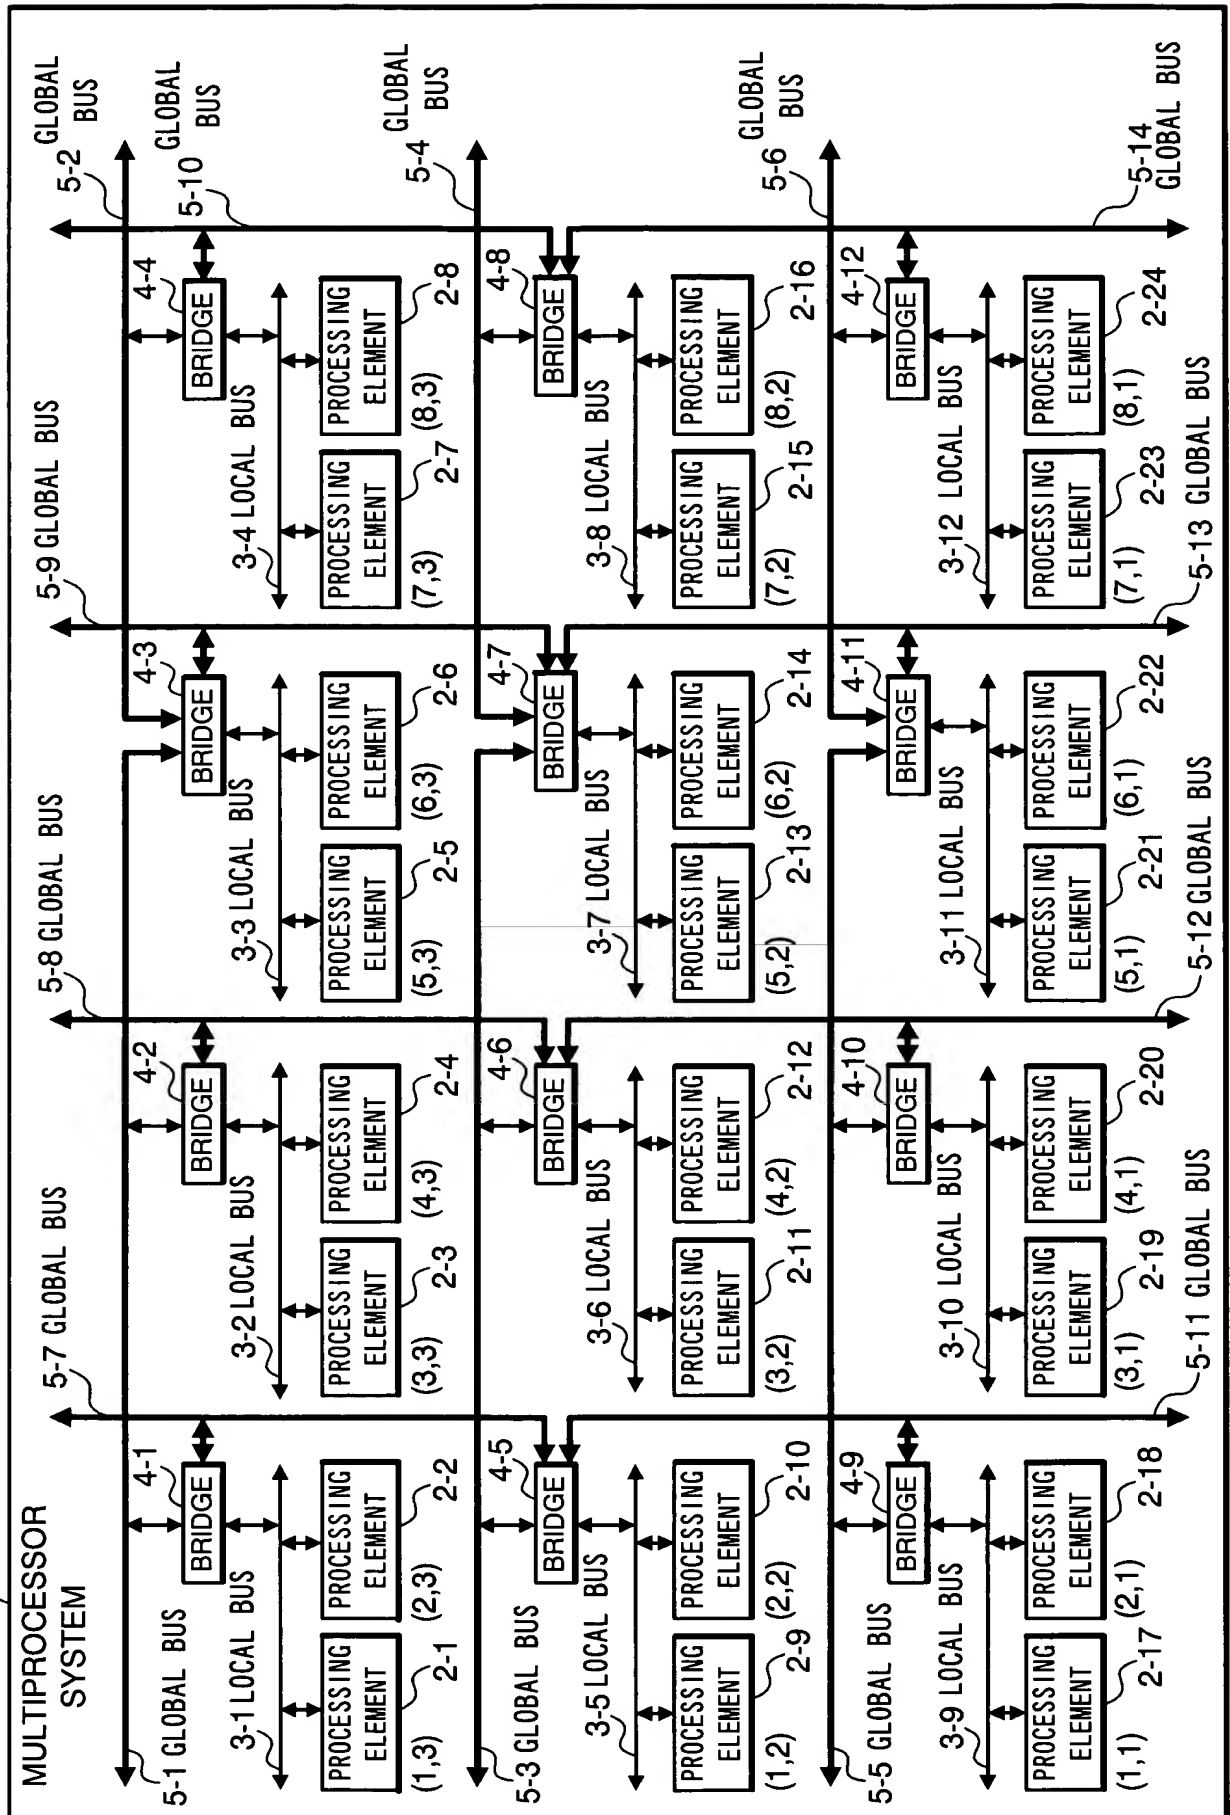 MULTIPROCESSOR
SYSTEM
5-7 GLOBAL BUS
5-8 GLOBAL BUS
5-9 GLOBAL BUS
GLOBAL
BUS
5-2
GLOBAL
BUS
5-10
5-1 GLOBAL BUS
4-1
BRIDGE
4-2
BRIDGE
4-3
BRIDGE
4-4
BRIDGE
3-1 LOCAL BUS
3-2 LOCAL BUS
3-3 LOCAL BUS
3-4 LOCAL BUS
PROCESSING
ELEMENT
(1,3)
2-1
PROCESSING
ELEMENT
(2,3)
2-2
PROCESSING
ELEMENT
(3,3)
2-3
PROCESSING
ELEMENT
(4,3)
2-4
PROCESSING
ELEMENT
(5,3)
2-5
PROCESSING
ELEMENT
(6,3)
2-6
PROCESSING
ELEMENT
(7,3)
2-7
PROCESSING
ELEMENT
(8,3)
2-8
GLOBAL
BUS
5-4
5-3 GLOBAL BUS
4-5
BRIDGE
4-6
BRIDGE
4-7
BRIDGE
4-8
BRIDGE
3-5 LOCAL BUS
3-6 LOCAL BUS
3-7 LOCAL BUS
3-8 LOCAL BUS
PROCESSING
ELEMENT
(1,2)
2-9
PROCESSING
ELEMENT
(2,2)
2-10
PROCESSING
ELEMENT
(3,2)
2-11
PROCESSING
ELEMENT
(4,2)
2-12
PROCESSING
ELEMENT
(5,2)
2-13
PROCESSING
ELEMENT
(6,2)
2-14
PROCESSING
ELEMENT
(7,2)
2-15
PROCESSING
ELEMENT
(8,2)
2-16
GLOBAL
BUS
5-6
5-5 GLOBAL BUS
4-9
BRIDGE
4-10
BRIDGE
4-11
BRIDGE
4-12
BRIDGE
3-9 LOCAL BUS
3-10 LOCAL BUS
3-11 LOCAL BUS
3-12 LOCAL BUS
PROCESSING
ELEMENT
(1,1)
2-17
PROCESSING
ELEMENT
(2,1)
2-18
PROCESSING
ELEMENT
(3,1)
2-19
PROCESSING
ELEMENT
(4,1)
2-20
PROCESSING
ELEMENT
(5,1)
2-21
PROCESSING
ELEMENT
(6,1)
2-22
PROCESSING
ELEMENT
(7,1)
2-23
PROCESSING
ELEMENT
(8,1)
2-24
5-11 GLOBAL BUS
5-12 GLOBAL BUS
5-13 GLOBAL BUS
5-14
GLOBAL BUS